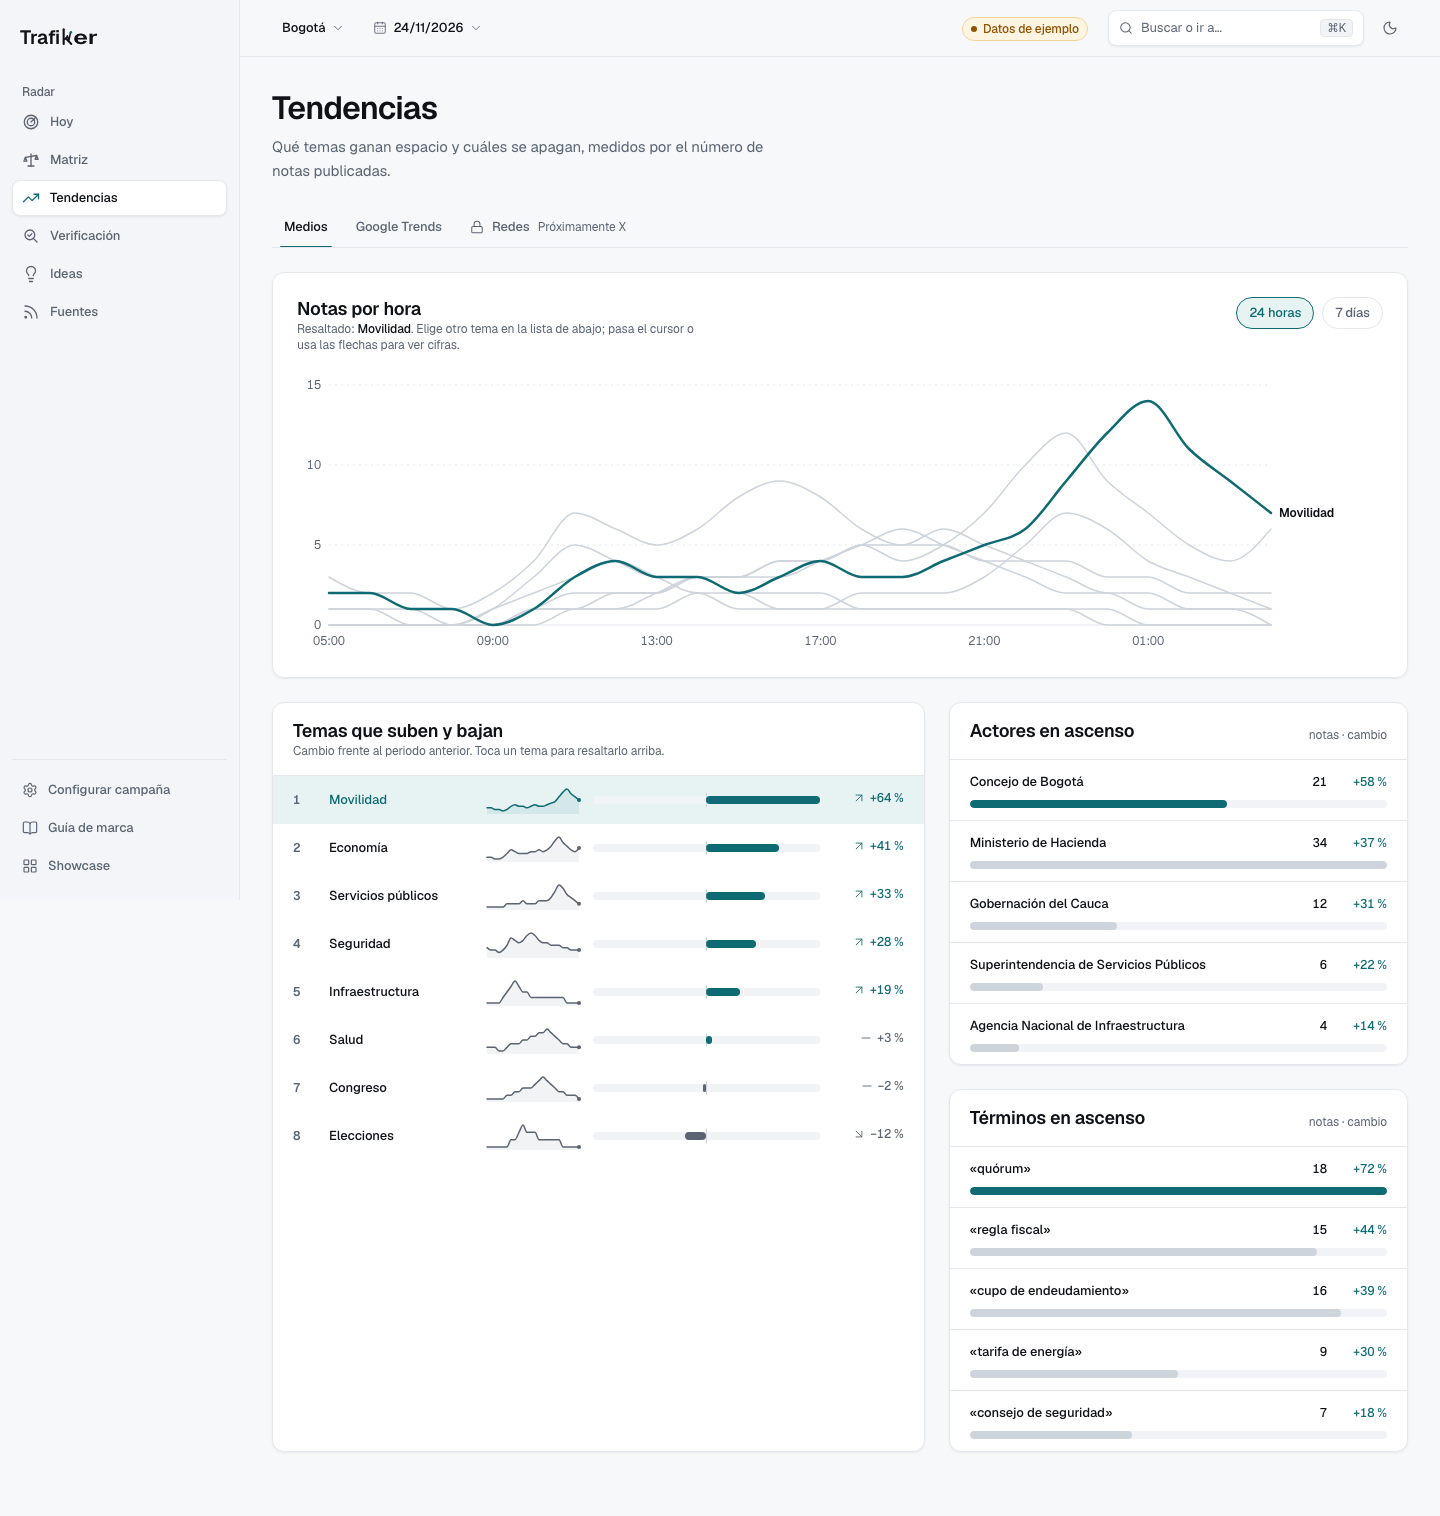 Trafiker
Radar
Hoy
Matriz
Tendencias
Verificación
Ideas
Fuentes
Configurar campaña
Guía de marca
Showcase
Bogotá
24/11/2026
Datos de ejemplo
Buscar o ir a...
⌘K
Tendencias
Qué temas ganan espacio y cuáles se apagan, medidos por el número de
notas publicadas.
Medios
Google Trends
Redes Próximamente X
Notas por hora
Resaltado: Movilidad. Elige otro tema en la lista de abajo; pasa el cursor o
usa las flechas para ver cifras.
24 horas
7 días
15
10
5
0
Movilidad
05:00 09:00 13:00 17:00 21:00 01:00
Temas que suben y bajan
Cambio frente al periodo anterior. Toca un tema para resaltarlo arriba.
1 Movilidad +64 %
2 Economía +41 %
3 Servicios públicos +33 %
4 Seguridad +28 %
5 Infraestructura +19 %
6 Salud +3 %
7 Congreso −2 %
8 Elecciones −12 %
Actores en ascenso
notas · cambio
Concejo de Bogotá 21 +58 %
Ministerio de Hacienda 34 +37 %
Gobernación del Cauca 12 +31 %
Superintendencia de Servicios Públicos 6 +22 %
Agencia Nacional de Infraestructura 4 +14 %
Términos en ascenso
notas · cambio
«quórum» 18 +72 %
«regla fiscal» 15 +44 %
«cupo de endeudamiento» 16 +39 %
«tarifa de energía» 9 +30 %
«consejo de seguridad» 7 +18 %